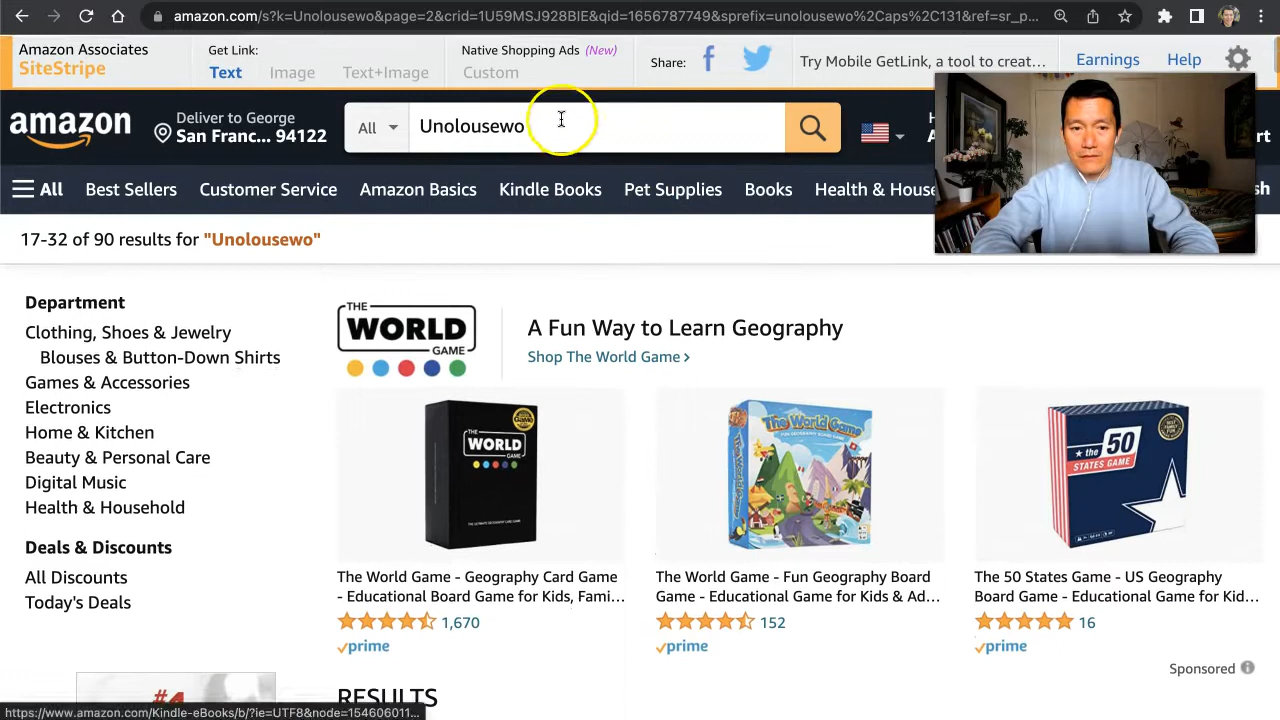 amazon.com/s?k=Unolousewo&page=2&crid=1U59MSJ928BIE&qid=1656787749&sprefix=unolousewo%2Caps%2C131&ref=sr_p...
Amazon Associates
SiteStripe
Get Link:
Text
Image
Text+Image
Native Shopping Ads (New)
Custom
Share:
Try Mobile GetLink, a tool to creat...
Earnings
Help
amazon
Deliver to George
San Franc... 94122
All
Unolousewo
All
Best Sellers
Customer Service
Amazon Basics
Kindle Books
Pet Supplies
Books
Health & House
17-32 of 90 results for "Unolousewo"
Department
Clothing, Shoes & Jewelry
Blouses & Button-Down Shirts
Games & Accessories
Electronics
Home & Kitchen
Beauty & Personal Care
Digital Music
Health & Household
Deals & Discounts
All Discounts
Today's Deals
#4
THE
WORLD
GAME
A Fun Way to Learn Geography
Shop The World Game ›
THE
WORLD
GAME
The World Game
the 50
STATES GAME
The World Game - Geography Card Game
- Educational Board Game for Kids, Fami...
1,670
prime
The World Game - Fun Geography Board
Game - Educational Game for Kids & Ad...
152
prime
The 50 States Game - US Geography
Board Game - Educational Game for Kid...
16
prime
Sponsored
RESULTS
https://www.amazon.com/Kindle-eBooks/b/?ie=UTF8&node=154606011...